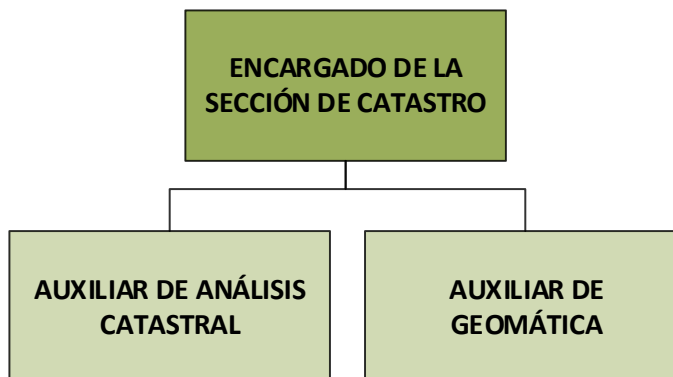 ENCARGADO DE LA
SECCIÓN DE CATASTRO
AUXILIAR DE ANÁLISIS
CATASTRAL
AUXILIAR DE
GEOMÁTICA